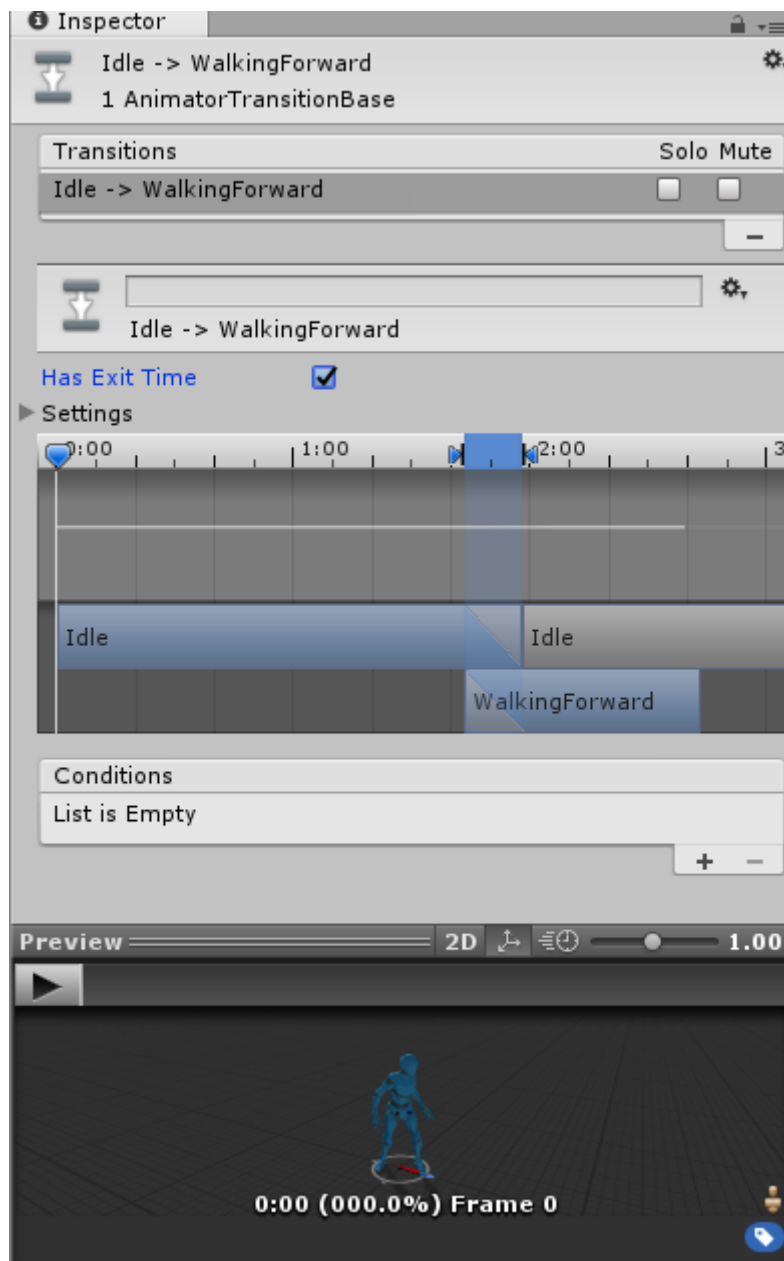 Inspector
Idle -> WalkingForward
1 AnimatorTransitionBase
Transitions Solo Mute
Idle -> WalkingForward
Idle -> WalkingForward
Has Exit Time
Settings
0:00 1:00 2:00 3
Idle Idle
WalkingForward
Conditions
List is Empty
Preview 2D 1.00
0:00 (000.0%) Frame 0